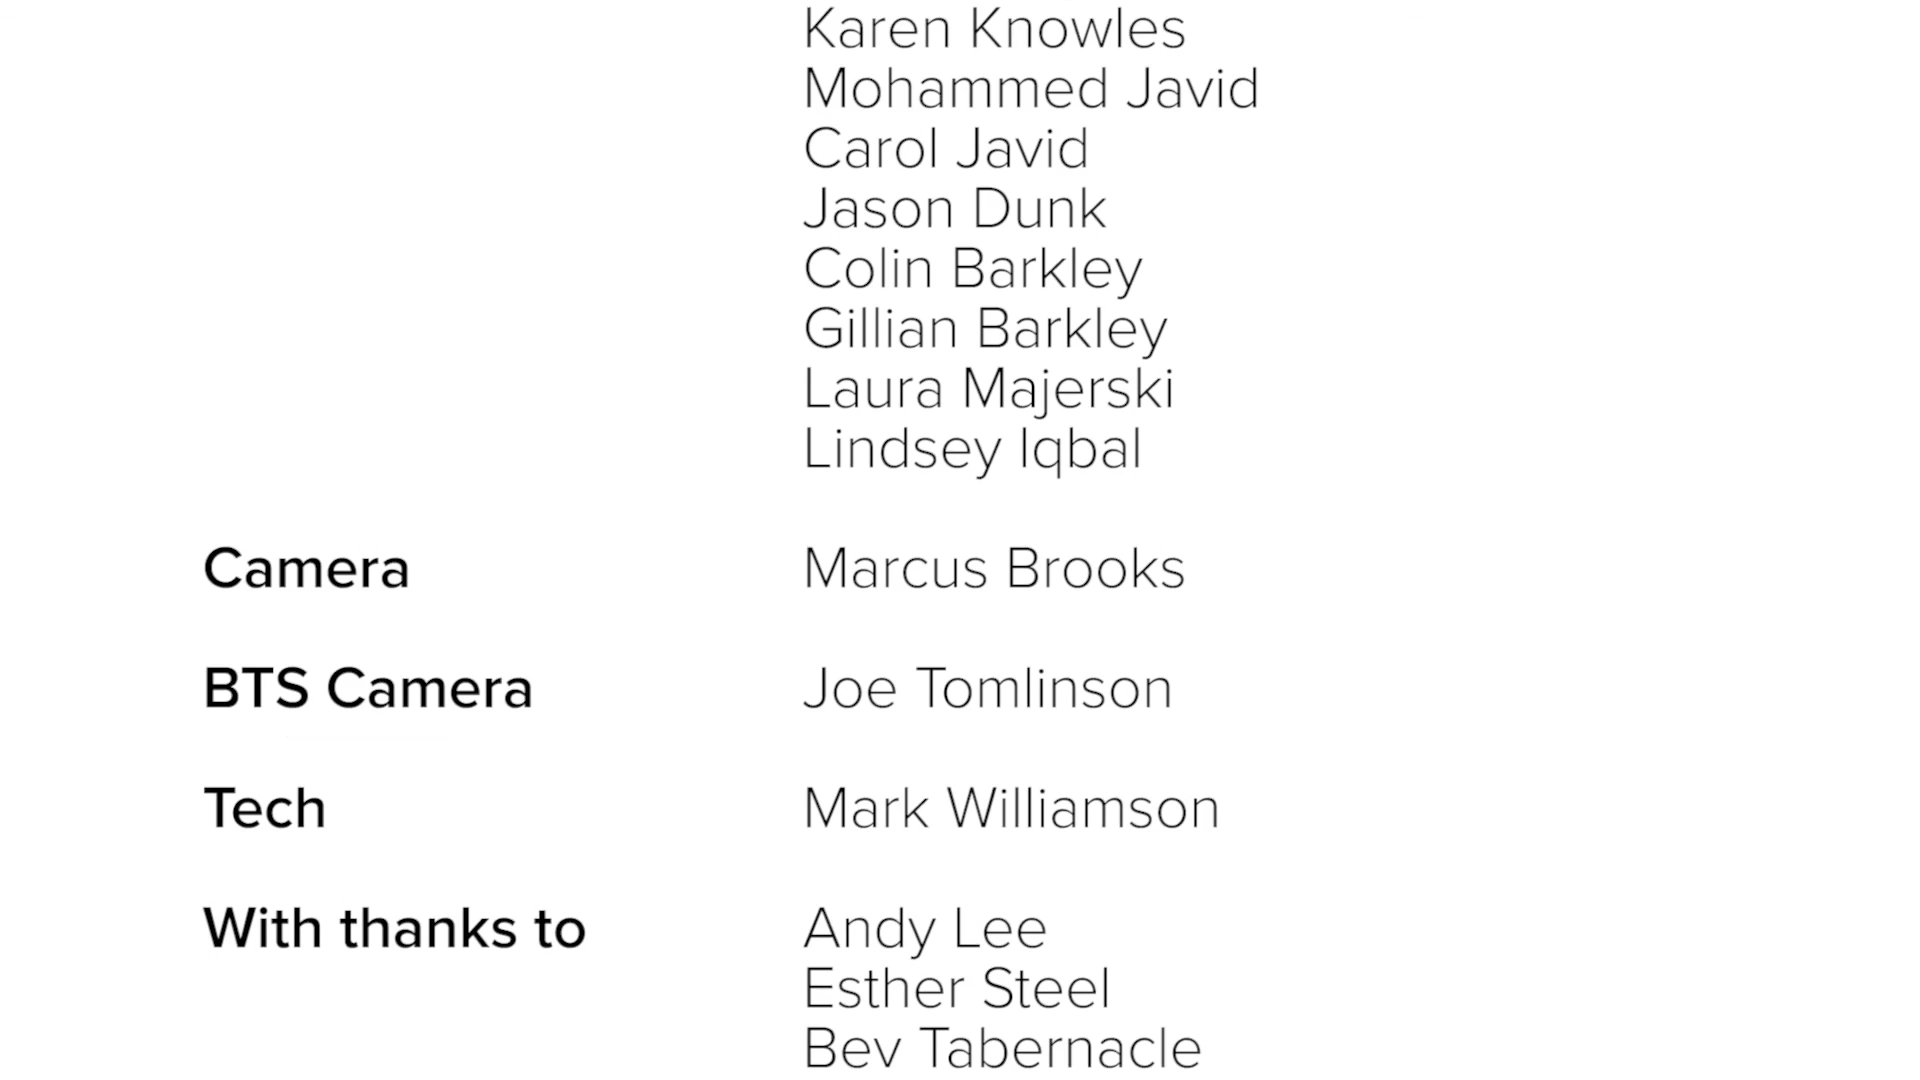 Karen Knowles
Mohammed Javid
Carol Javid
Jason Dunk
Colin Barkley
Gillian Barkley
Laura Majerski
Lindsey Iqbal
Camera Marcus Brooks
BTS Camera Joe Tomlinson
Tech Mark Williamson
With thanks to Andy Lee
Esther Steel
Bev Tabernacle